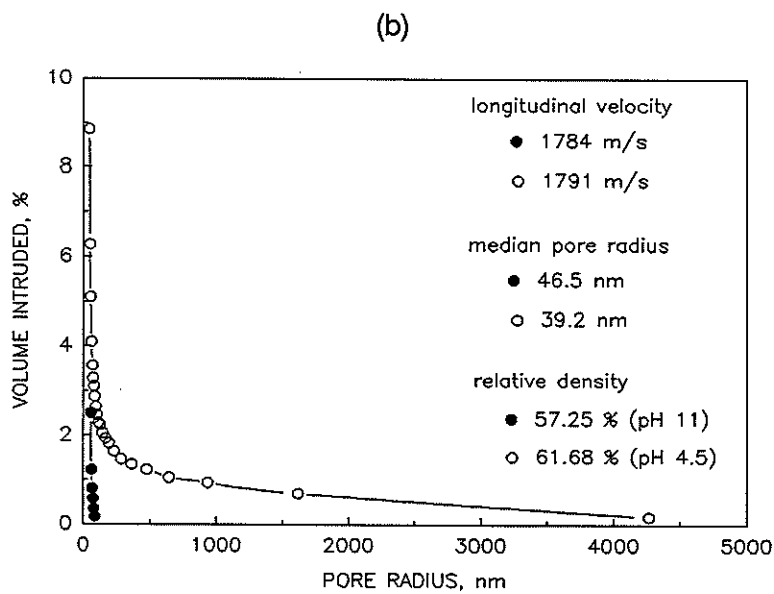 (b)
10
8
6
4
2
0
VOLUME INTRUDED, %
longitudinal velocity
● 1784 m/s
○ 1791 m/s
median pore radius
● 46.5 nm
○ 39.2 nm
relative density
● 57.25 % (pH 11)
○ 61.68 % (pH 4.5)
0 1000 2000 3000 4000 5000
PORE RADIUS, nm